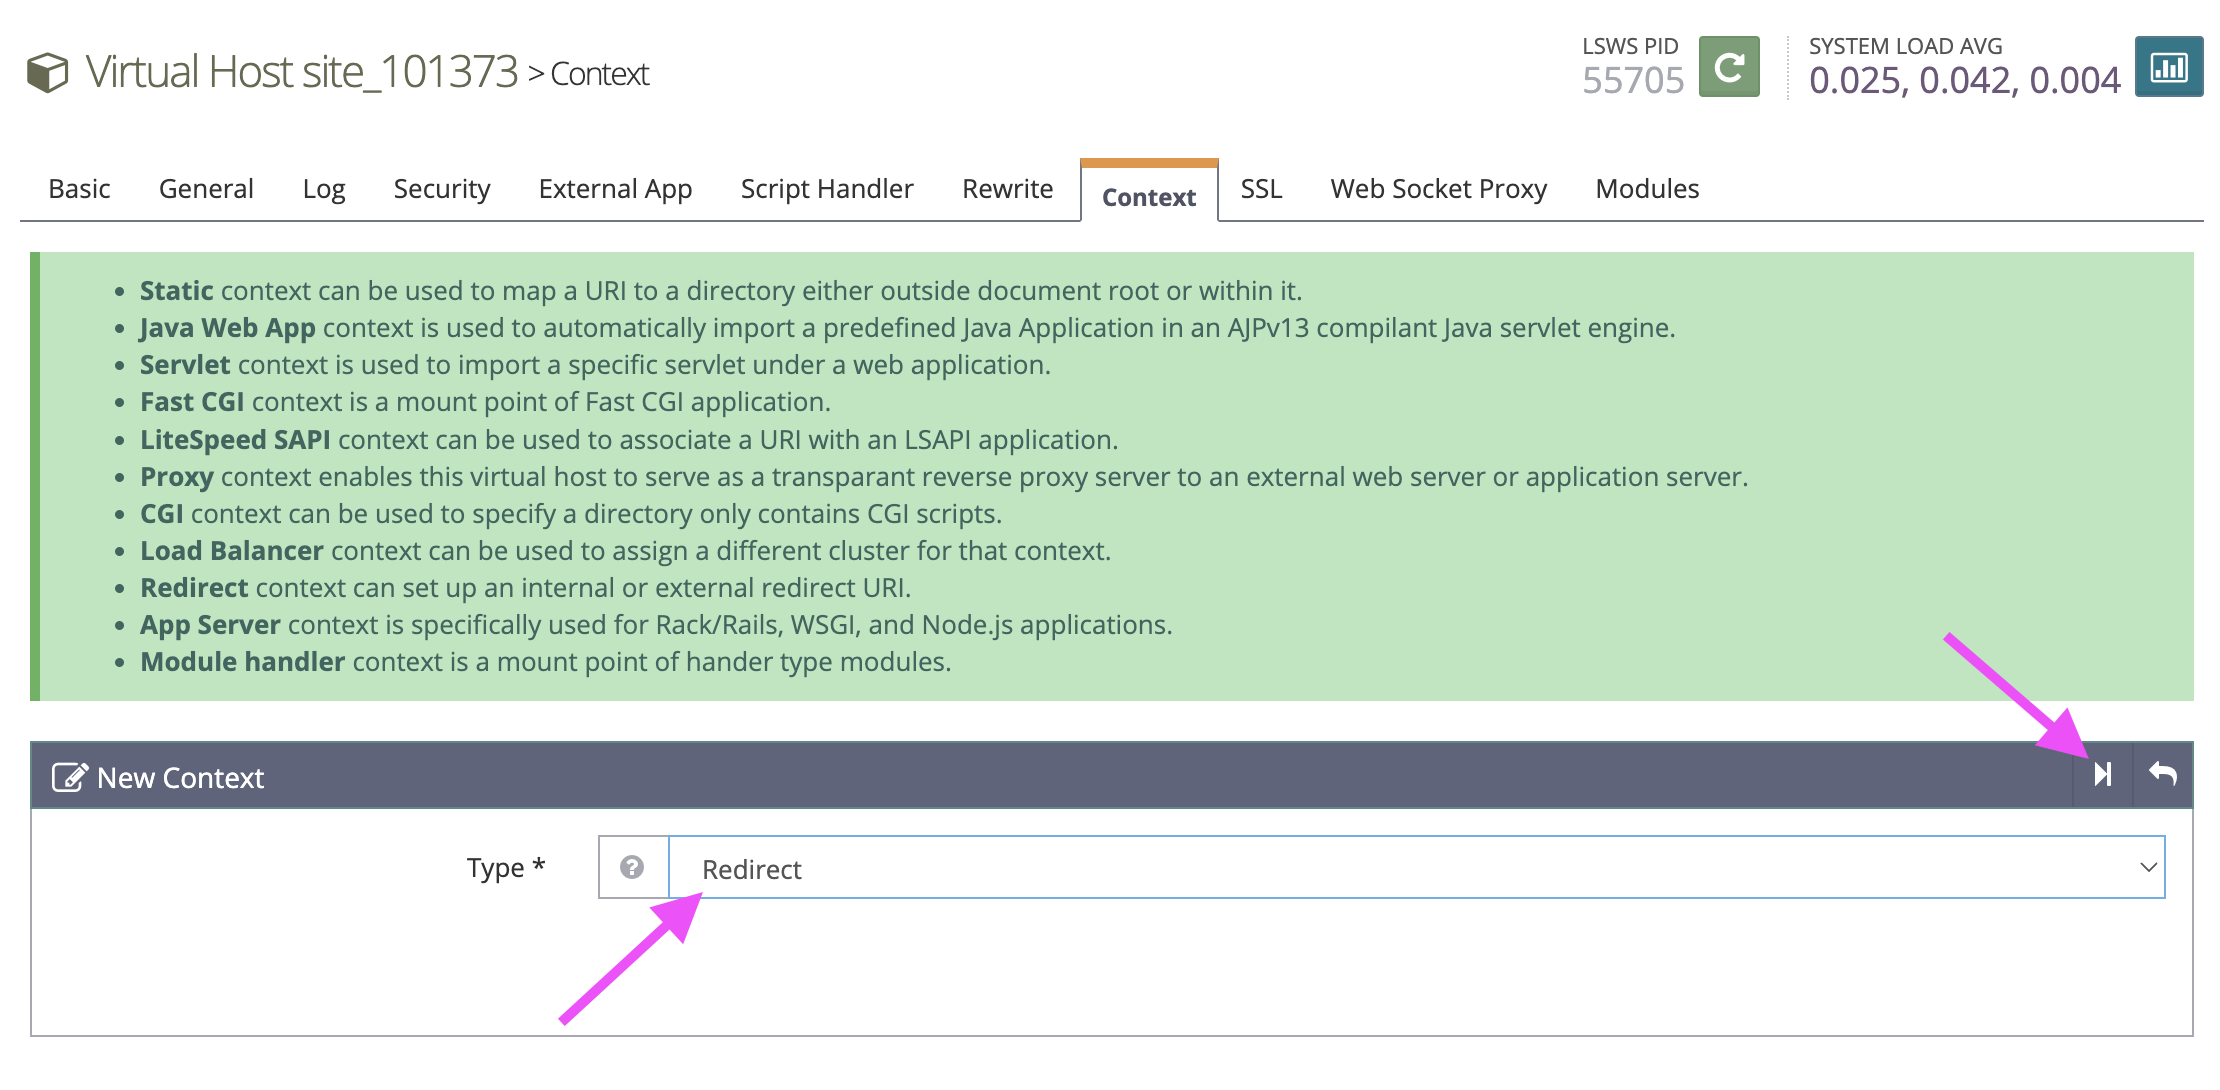 Virtual Host site_101373 > Context
LSWS PID
55705
SYSTEM LOAD AVG
0.025, 0.042, 0.004
Basic General Log Security External App Script Handler Rewrite Context SSL Web Socket Proxy Modules
• Static context can be used to map a URI to a directory either outside document root or within it.
• Java Web App context is used to automatically import a predefined Java Application in an AJPv13 compilant Java servlet engine.
• Servlet context is used to import a specific servlet under a web application.
• Fast CGI context is a mount point of Fast CGI application.
• LiteSpeed SAPI context can be used to associate a URI with an LSAPI application.
• Proxy context enables this virtual host to serve as a transparant reverse proxy server to an external web server or application server.
• CGI context can be used to specify a directory only contains CGI scripts.
• Load Balancer context can be used to assign a different cluster for that context.
• Redirect context can set up an internal or external redirect URI.
• App Server context is specifically used for Rack/Rails, WSGI, and Node.js applications.
• Module handler context is a mount point of hander type modules.
New Context
Type * ? Redirect